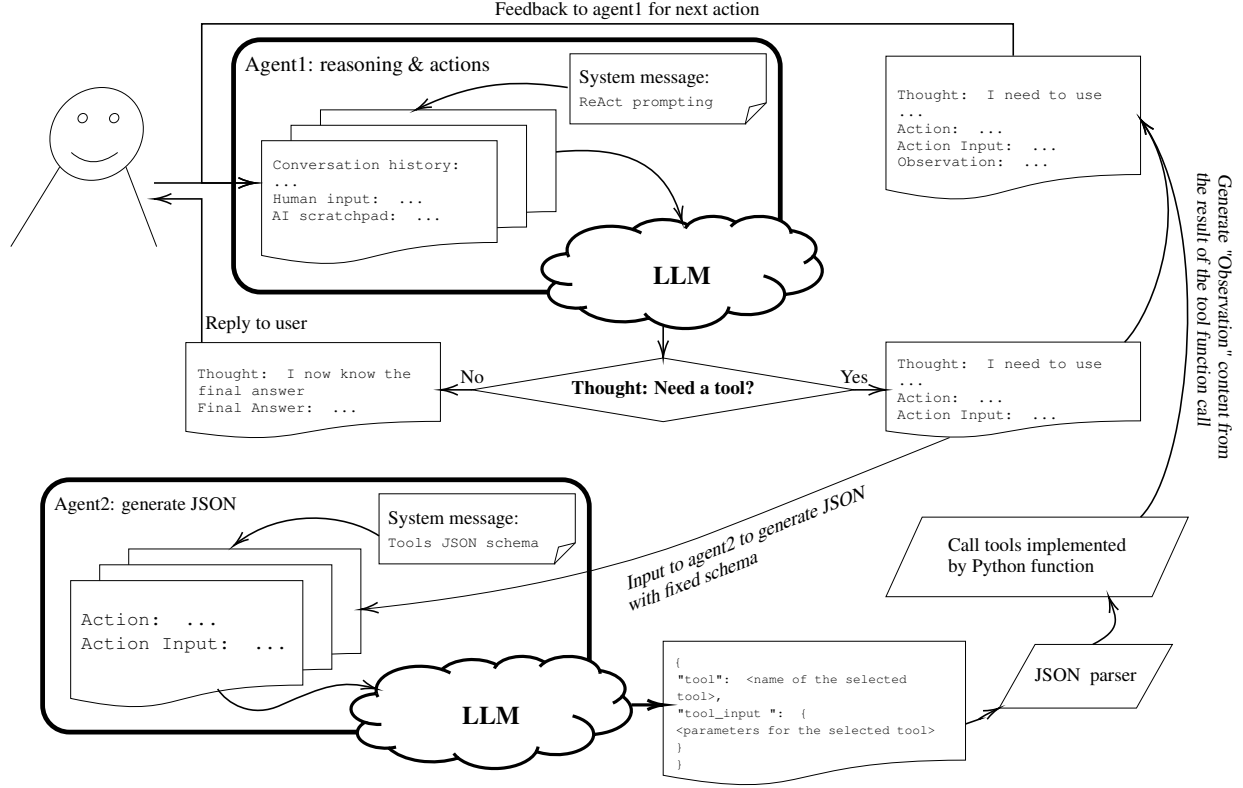 Feedback to agent1 for next action
Agent1: reasoning & actions
System message:
ReAct prompting
Conversation history:
...
Human input: ...
AI scratchpad: ...
LLM
Thought: I need to use
...
Action: ...
Action Input: ...
Observation: ...
Generate "Observation" content from
the result of the tool function call
Reply to user
Thought: I now know the
final answer
Final Answer: ...
No
Thought: Need a tool?
Yes
Thought: I need to use
...
Action: ...
Action Input: ...
Agent2: generate JSON
System message:
Tools JSON schema
Action: ...
Action Input: ...
LLM
Input to agent2 to generate JSON
with fixed schema
{
"tool": <name of the selected
tool>,
"tool_input ": {
<parameters for the selected tool>
}
}
JSON parser
Call tools implemented
by Python function